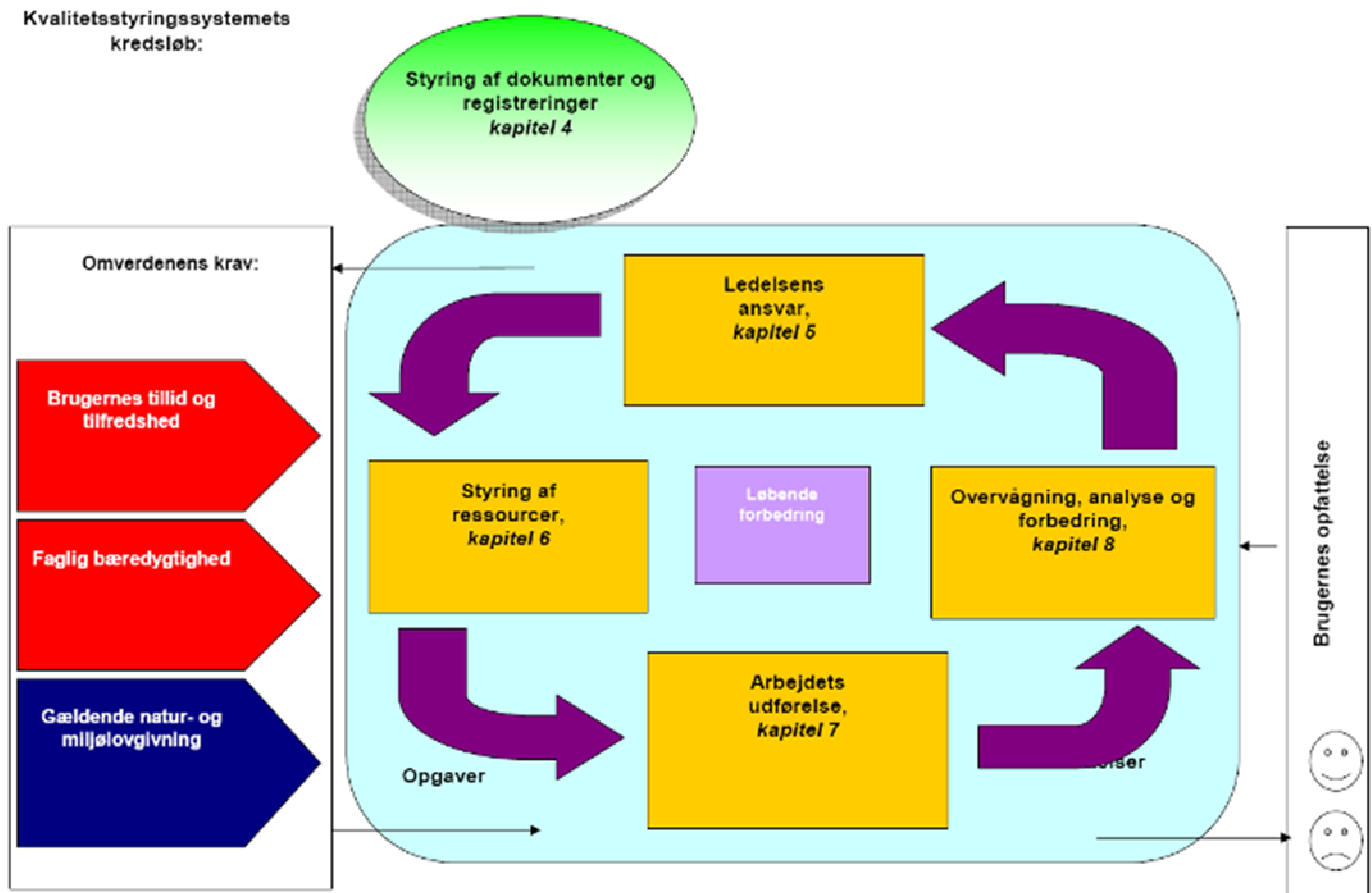 Kvalitetsstyringssystemets
kredsløb:
Styring af dokumenter og
registreringer
kapitel 4
Omverdenens krav:
Brugernes tillid og
tilfredshed
Faglig bæredygtighed
Gældende natur- og
miljølovgivning
Ledelsens
ansvar,
kapitel 5
Styring af
ressourcer,
kapitel 6
Løbende
forbedring
Overvågning, analyse og
forbedring,
kapitel 8
Arbejdets
udførelse,
kapitel 7
Opgaver
Brugernes opfattelse